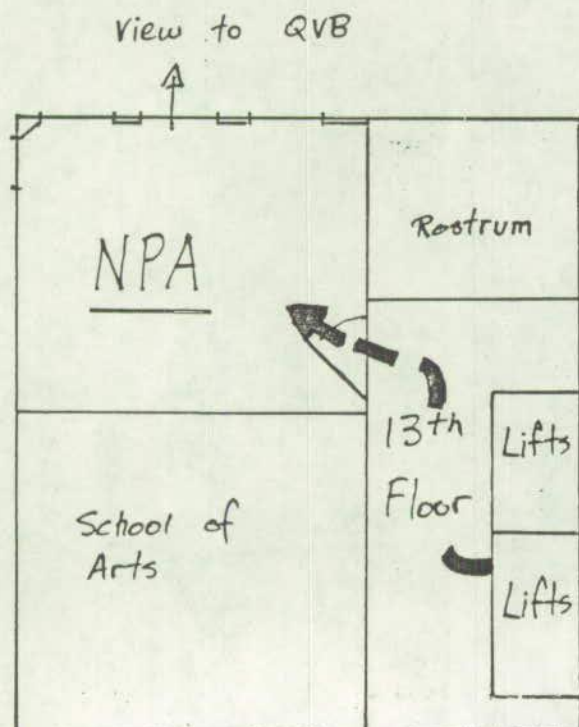 View to QVB
Rostrum
NPA
13th
Floor
Lifts
School of
Arts
Lifts